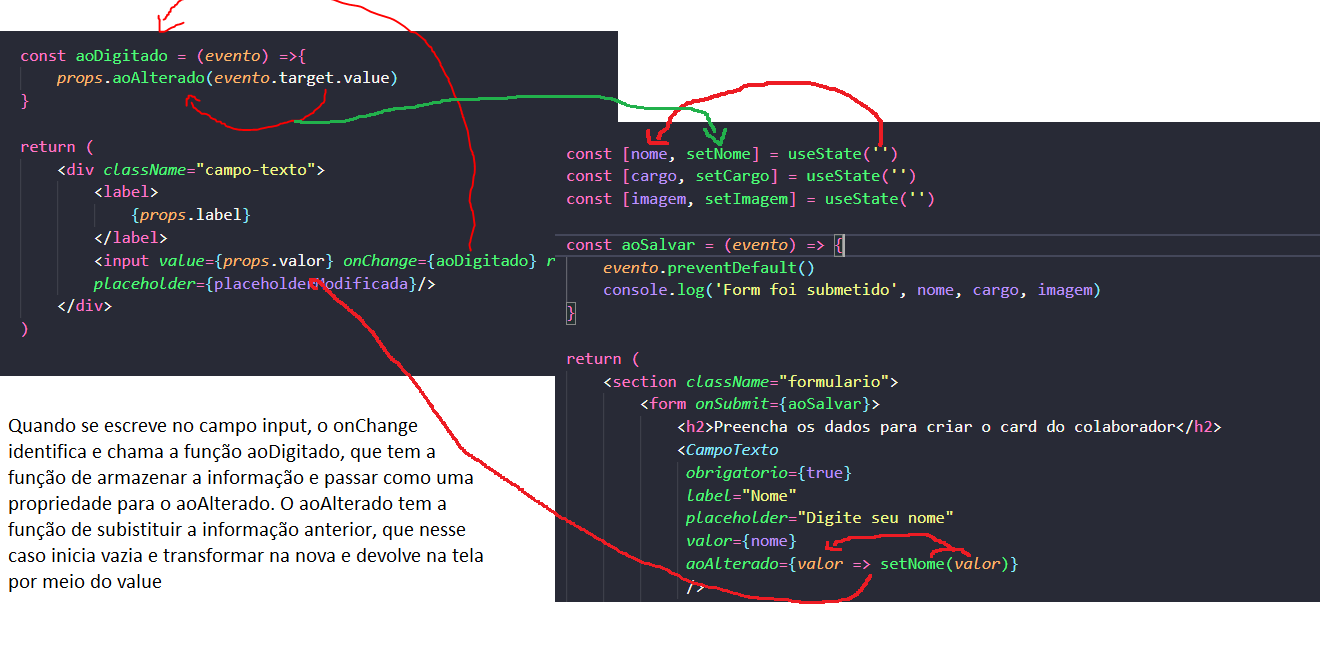 const aoDigitado = (evento) =>{
props.aoAlterado(evento.target.value)
}
return (
<div className="campo-texto">
<label>
{props.label}
</label>
<input value={props.valor} onChange={aoDigitado} r
placeholder={placeholderModificada}/>
</div>
)
Quando se escreve no campo input, o onChange
identifica e chama a função aoDigitado, que tem a
função de armazenar a informação e passar como uma
propriedade para o aoAlterado. O aoAlterado tem a
função de subistituir a informação anterior, que nesse
caso inicia vazia e transformar na nova e devolve na tela
por meio do value
const [nome, setNome] = useState('')
const [cargo, setCargo] = useState('')
const [imagem, setImagem] = useState('')
const aoSalvar = (evento) => {
evento.preventDefault()
console.log('Form foi submetido', nome, cargo, imagem)
}
return (
<section className="formulario">
<form onSubmit={aoSalvar}>
<h2>Preencha os dados para criar o card do colaborador</h2>
<CampoTexto
obrigatorio={true}
label="Nome"
placeholder="Digite seu nome"
valor={nome}
aoAlterado={valor => setNome(valor)}
/>